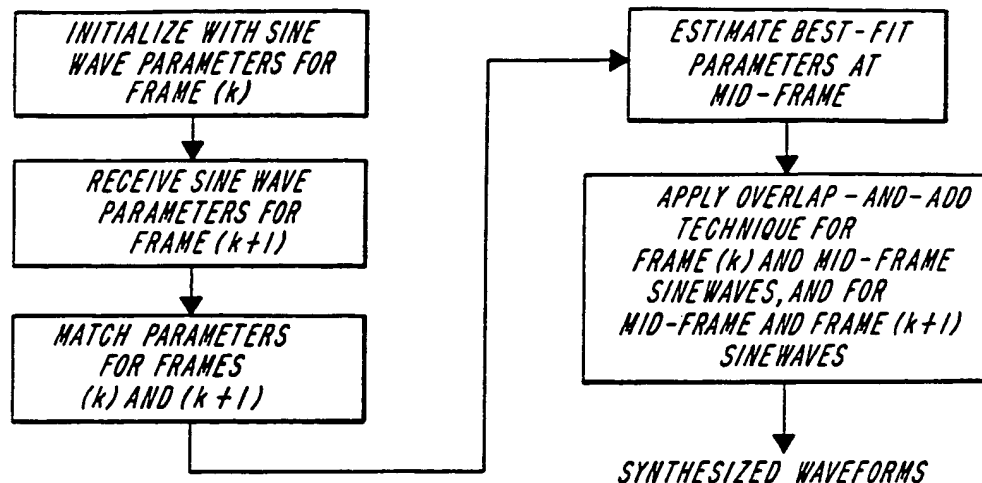 INITIALIZE WITH SINE
WAVE PARAMETERS FOR
FRAME (k)
RECEIVE SINE WAVE
PARAMETERS FOR
FRAME (k+1)
MATCH PARAMETERS
FOR FRAMES
(k) AND (k+1)
ESTIMATE BEST-FIT
PARAMETERS AT
MID-FRAME
APPLY OVERLAP-AND-ADD
TECHNIQUE FOR
FRAME (k) AND MID-FRAME
SINEWAVES, AND FOR
MID-FRAME AND FRAME (k+1)
SINEWAVES
SYNTHESIZED WAVEFORMS